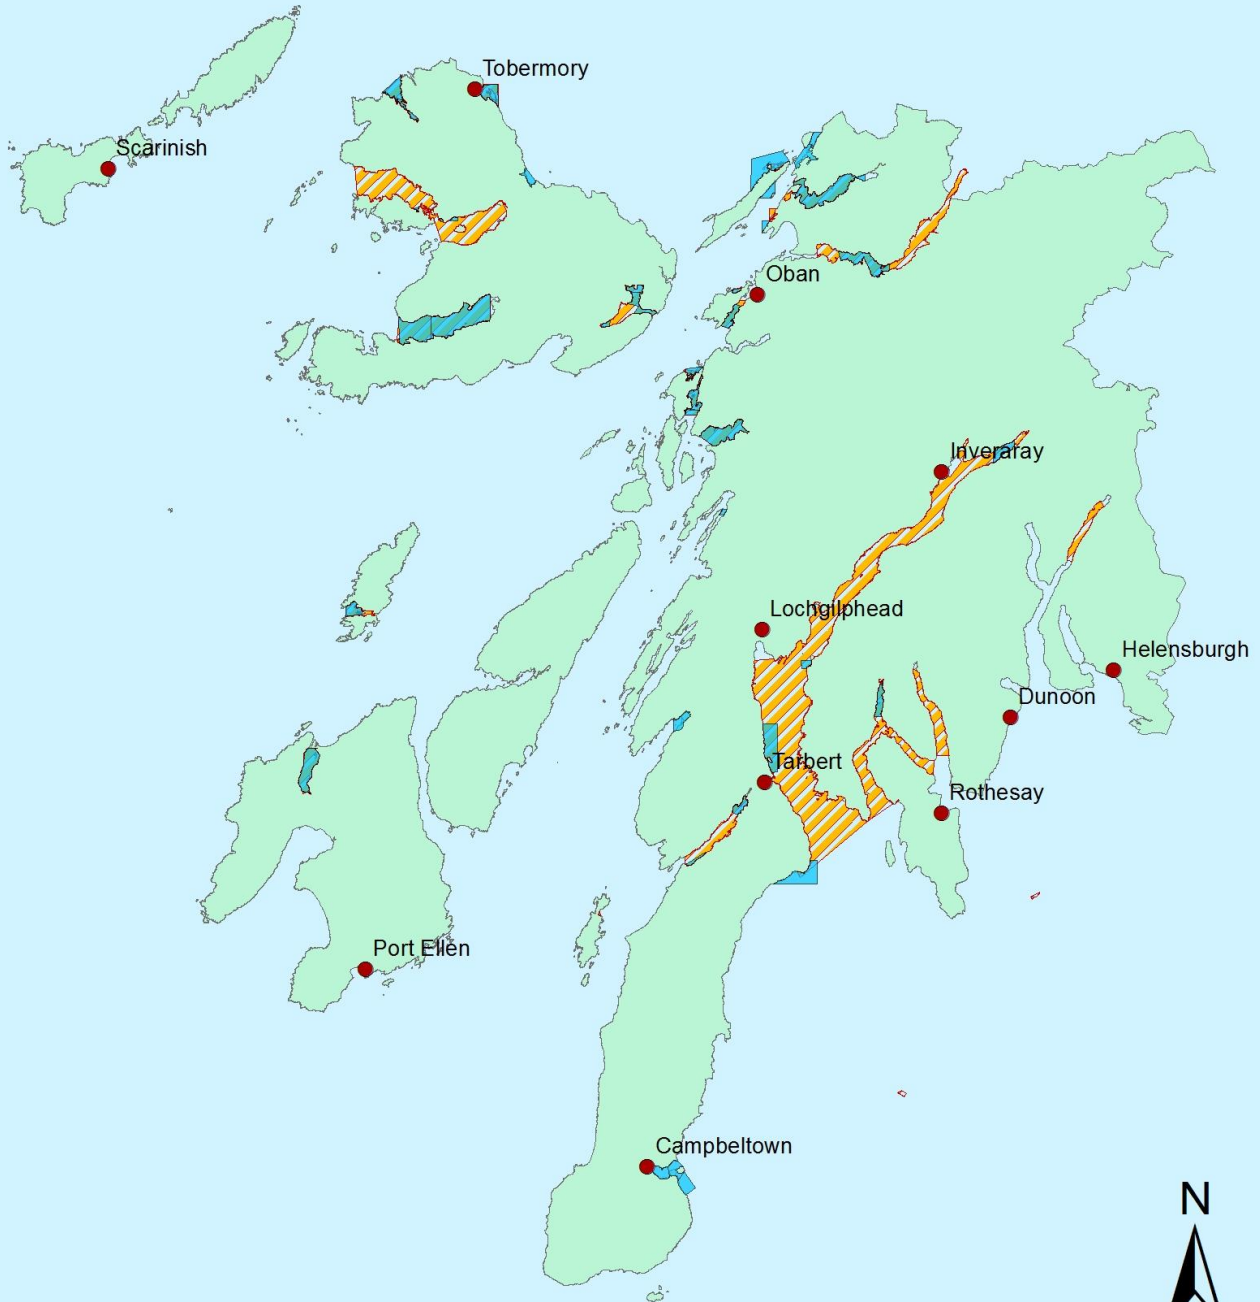 Tobermory
Scarinish
Oban
Inveraray
Lochgilphead
Helensburgh
Dunoon
Tarbert
Rothesay
Port Ellen
Campbeltown
N